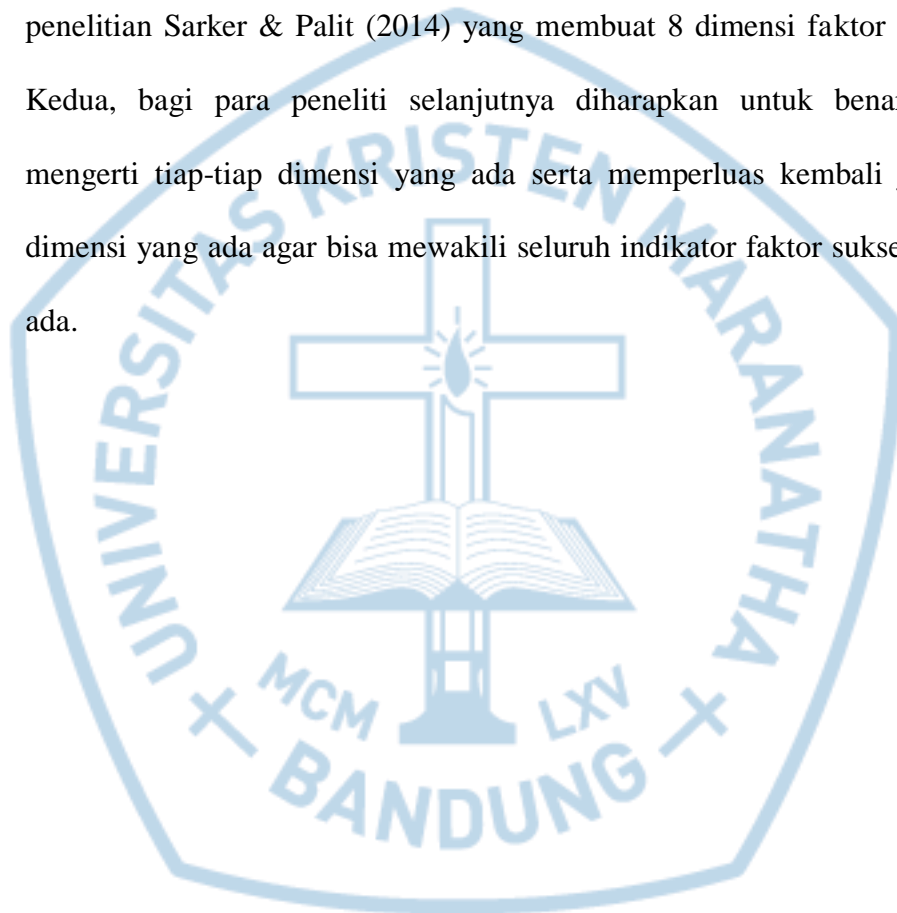 penelitian Sarker & Palit (2014) yang membuat 8 dimensi faktor
Kedua, bagi para peneliti selanjutnya diharapkan untuk
mengerti tiap-tiap dimensi yang ada serta memperluas kembali
dimensi yang ada agar bisa mewakili seluruh indikator faktor
ada.
UNIVERSITAS KRISTEN MARANATHA
MCM LXV
BANDUNG